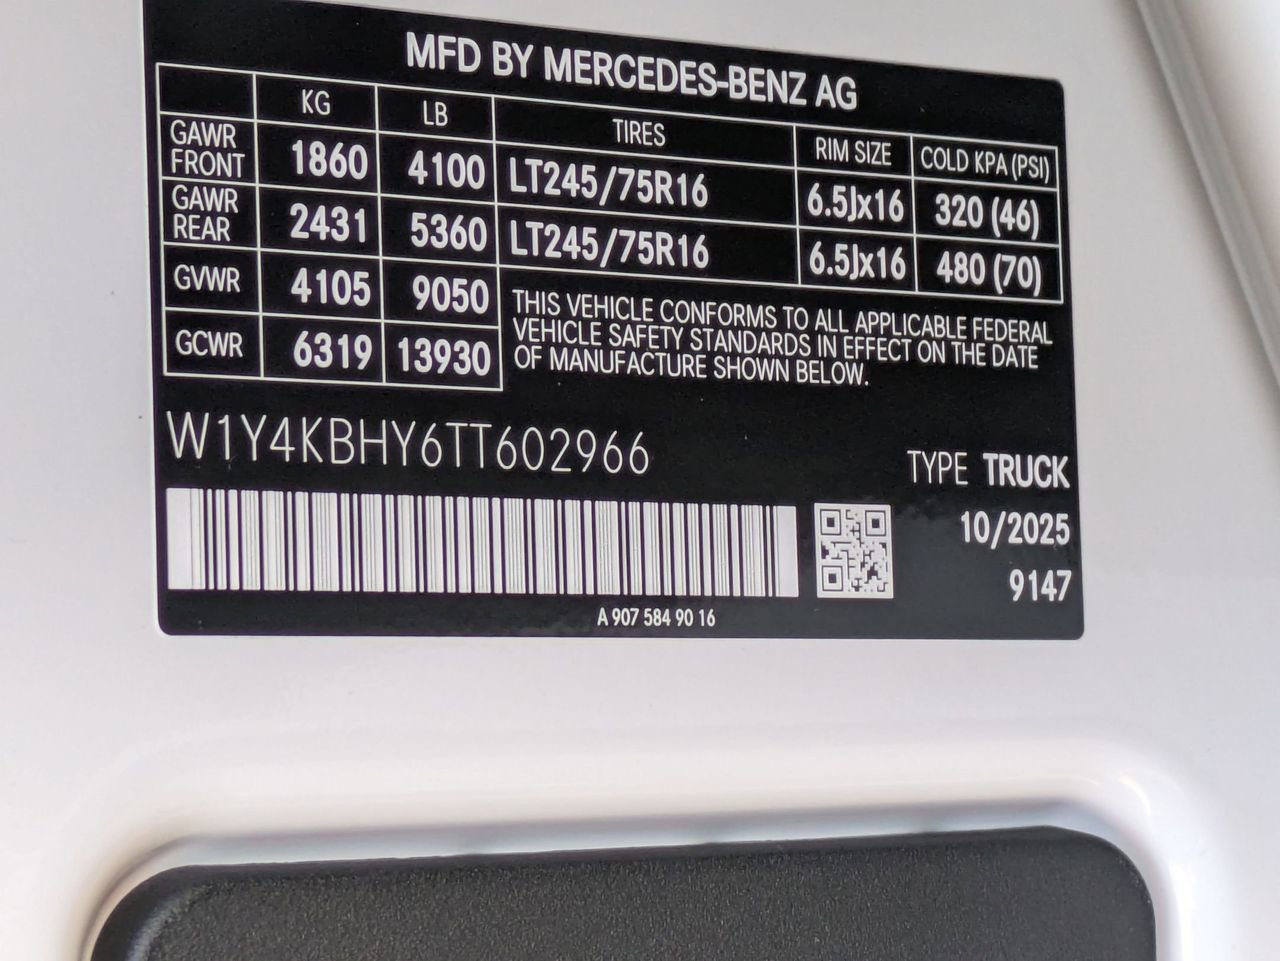 MFD BY MERCEDES-BENZ AG
KG LB TIRES RIM SIZE COLD KPA (PSI)
GAWR FRONT 1860 4100 LT245/75R16 6.5Jx16 320 (46)
GAWR REAR 2431 5360 LT245/75R16 6.5Jx16 480 (70)
GVWR 4105 9050
GCWR 6319 13930
THIS VEHICLE CONFORMS TO ALL APPLICABLE FEDERAL
VEHICLE SAFETY STANDARDS IN EFFECT ON THE DATE
OF MANUFACTURE SHOWN BELOW.
W1Y4KBHY6TT602966
TYPE TRUCK
10/2025
9147
A 907 584 90 16